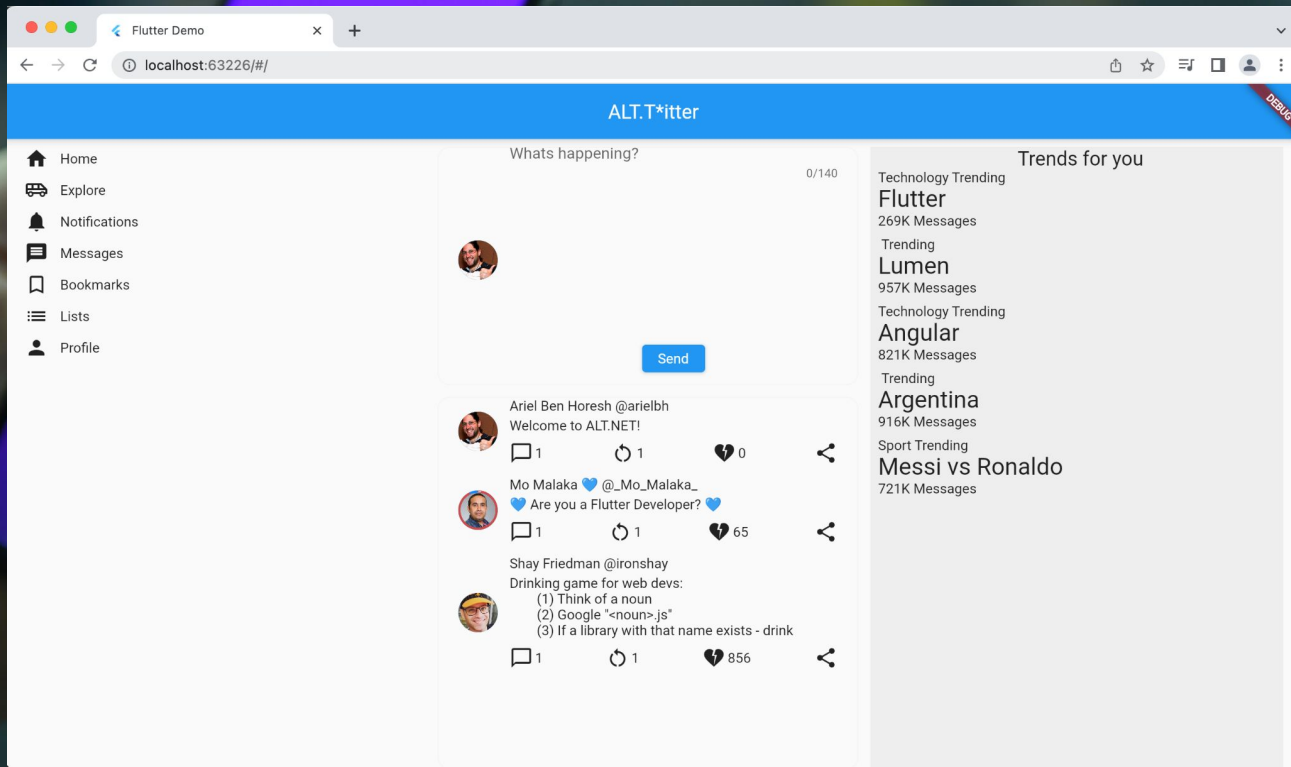 Flutter Demo
localhost:63226/#/
ALT.T*itter
DEBUG
Home
Explore
Notifications
Messages
Bookmarks
Lists
Profile
Whats happening?
0/140
Send
Ariel Ben Horesh @arielbh
Welcome to ALT.NET!
1 1 0
Mo Malaka 💙 @_Mo_Malaka_
💙 Are you a Flutter Developer? 💙
1 1 65
Shay Friedman @ironshay
Drinking game for web devs:
(1) Think of a noun
(2) Google "<noun>.js"
(3) If a library with that name exists - drink
1 1 856
Trends for you
Technology Trending
Flutter
269K Messages
Trending
Lumen
957K Messages
Technology Trending
Angular
821K Messages
Trending
Argentina
916K Messages
Sport Trending
Messi vs Ronaldo
721K Messages